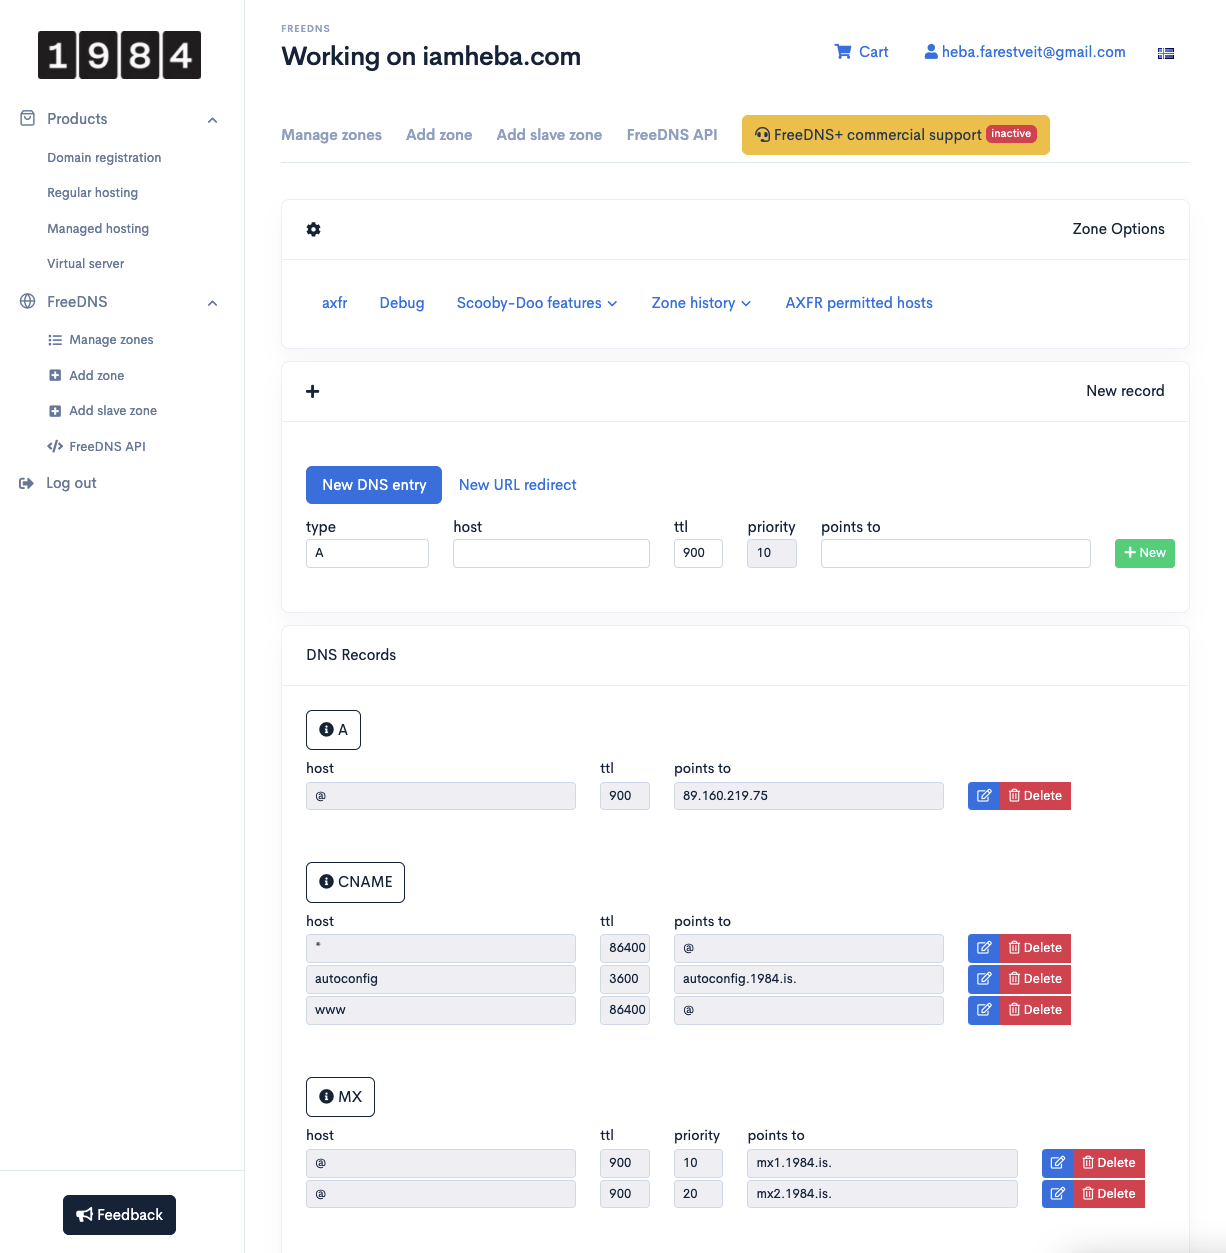 1984
Products
Domain registration
Regular hosting
Managed hosting
Virtual server
FreeDNS
Manage zones
Add zone
Add slave zone
FreeDNS API
Log out
Feedback
FREEDNS
Working on iamheba.com
Cart heba.farestveit@gmail.com
Manage zones Add zone Add slave zone FreeDNS API FreeDNS+ commercial support inactive
Zone Options
axfr Debug Scooby-Doo features Zone history AXFR permitted hosts
New record
New DNS entry New URL redirect
type host ttl priority points to
A 900 10 New
DNS Records
A
host ttl points to
@ 900 89.160.219.75 Delete
CNAME
host ttl points to
* 86400 @ Delete
autoconfig 3600 autoconfig.1984.is. Delete
www 86400 @ Delete
MX
host ttl priority points to
@ 900 10 mx1.1984.is. Delete
@ 900 20 mx2.1984.is. Delete